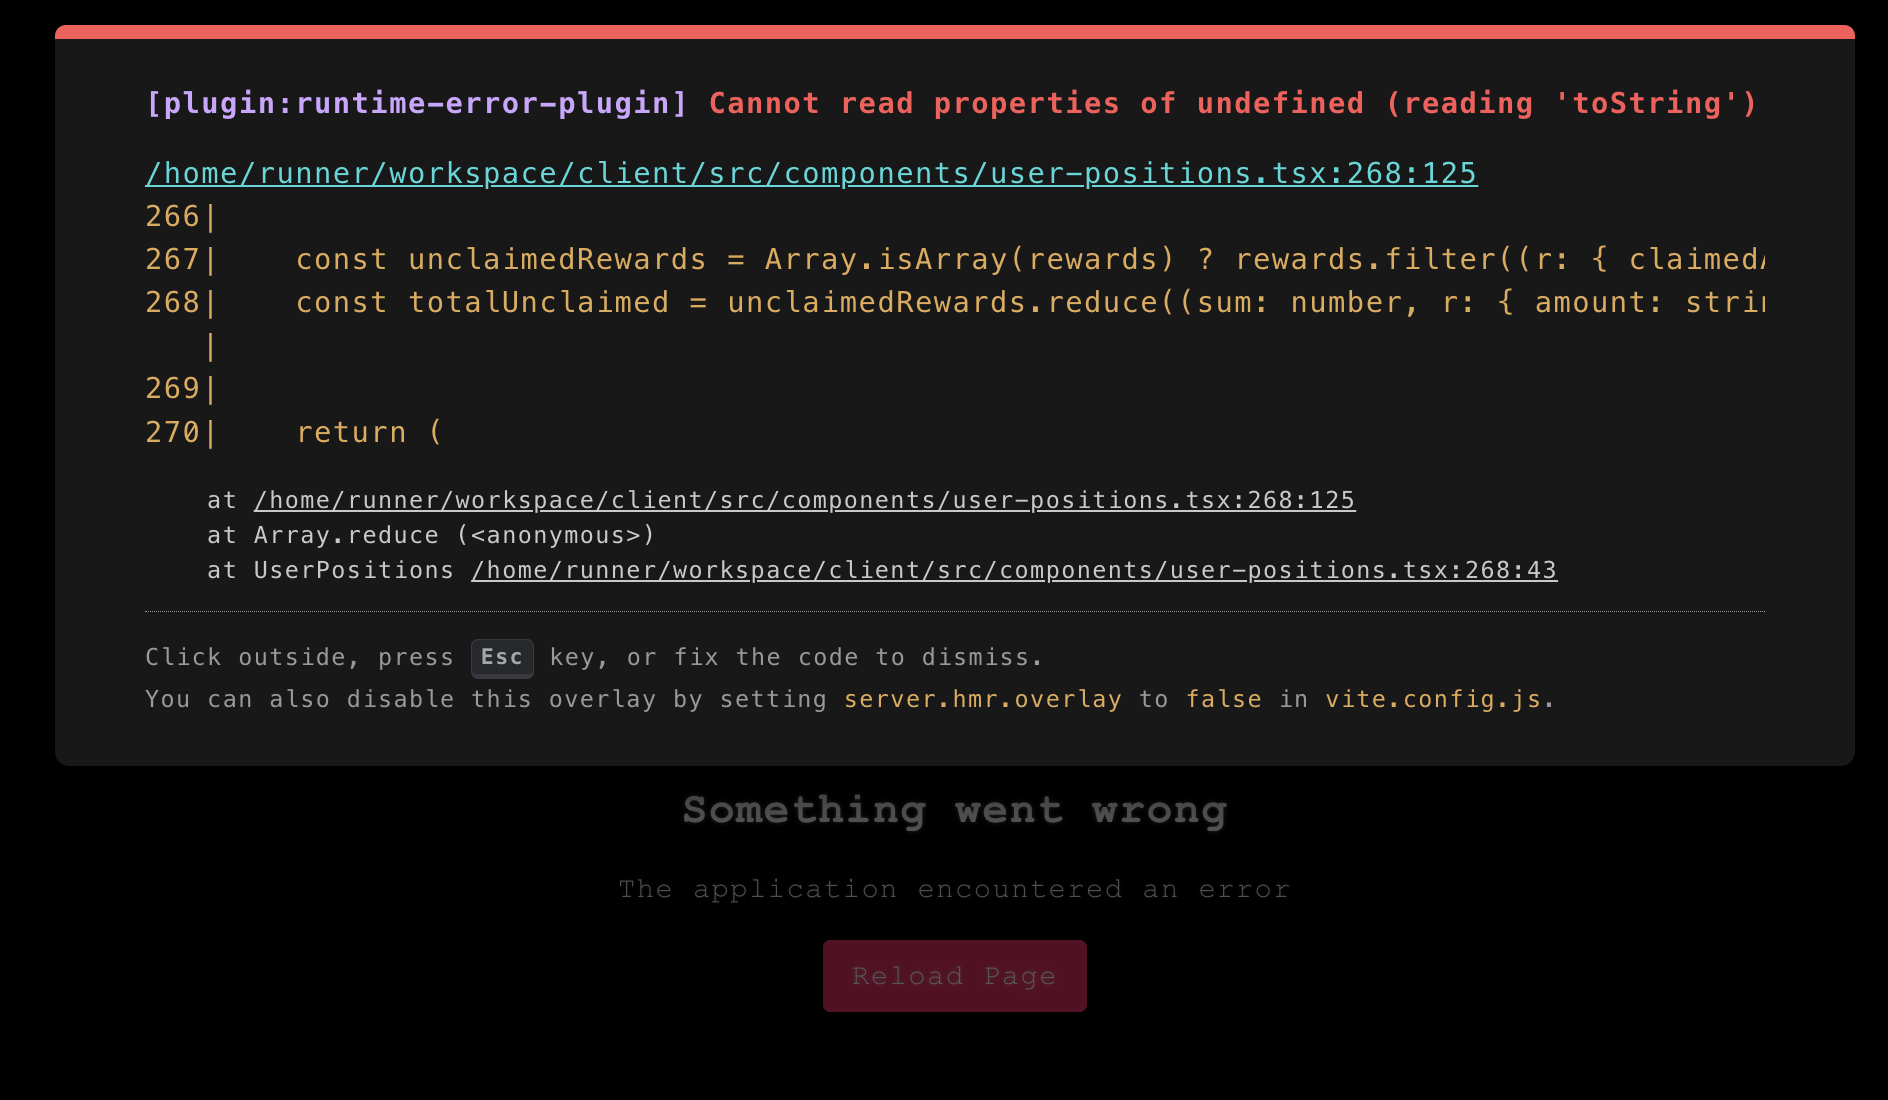 [plugin:runtime-error-plugin] Cannot read properties of undefined (reading 'toString')
/home/runner/workspace/client/src/components/user-positions.tsx:268:125
266|
267|    const unclaimedRewards = Array.isArray(rewards) ? rewards.filter((r: { claimed
268|    const totalUnclaimed = unclaimedRewards.reduce((sum: number, r: { amount: stri
   |
269|
270|    return (
at /home/runner/workspace/client/src/components/user-positions.tsx:268:125
at Array.reduce (<anonymous>)
at UserPositions /home/runner/workspace/client/src/components/user-positions.tsx:268:43
Click outside, press Esc key, or fix the code to dismiss.
You can also disable this overlay by setting server.hmr.overlay to false in vite.config.js.
Something went wrong
The application encountered an error
Reload Page